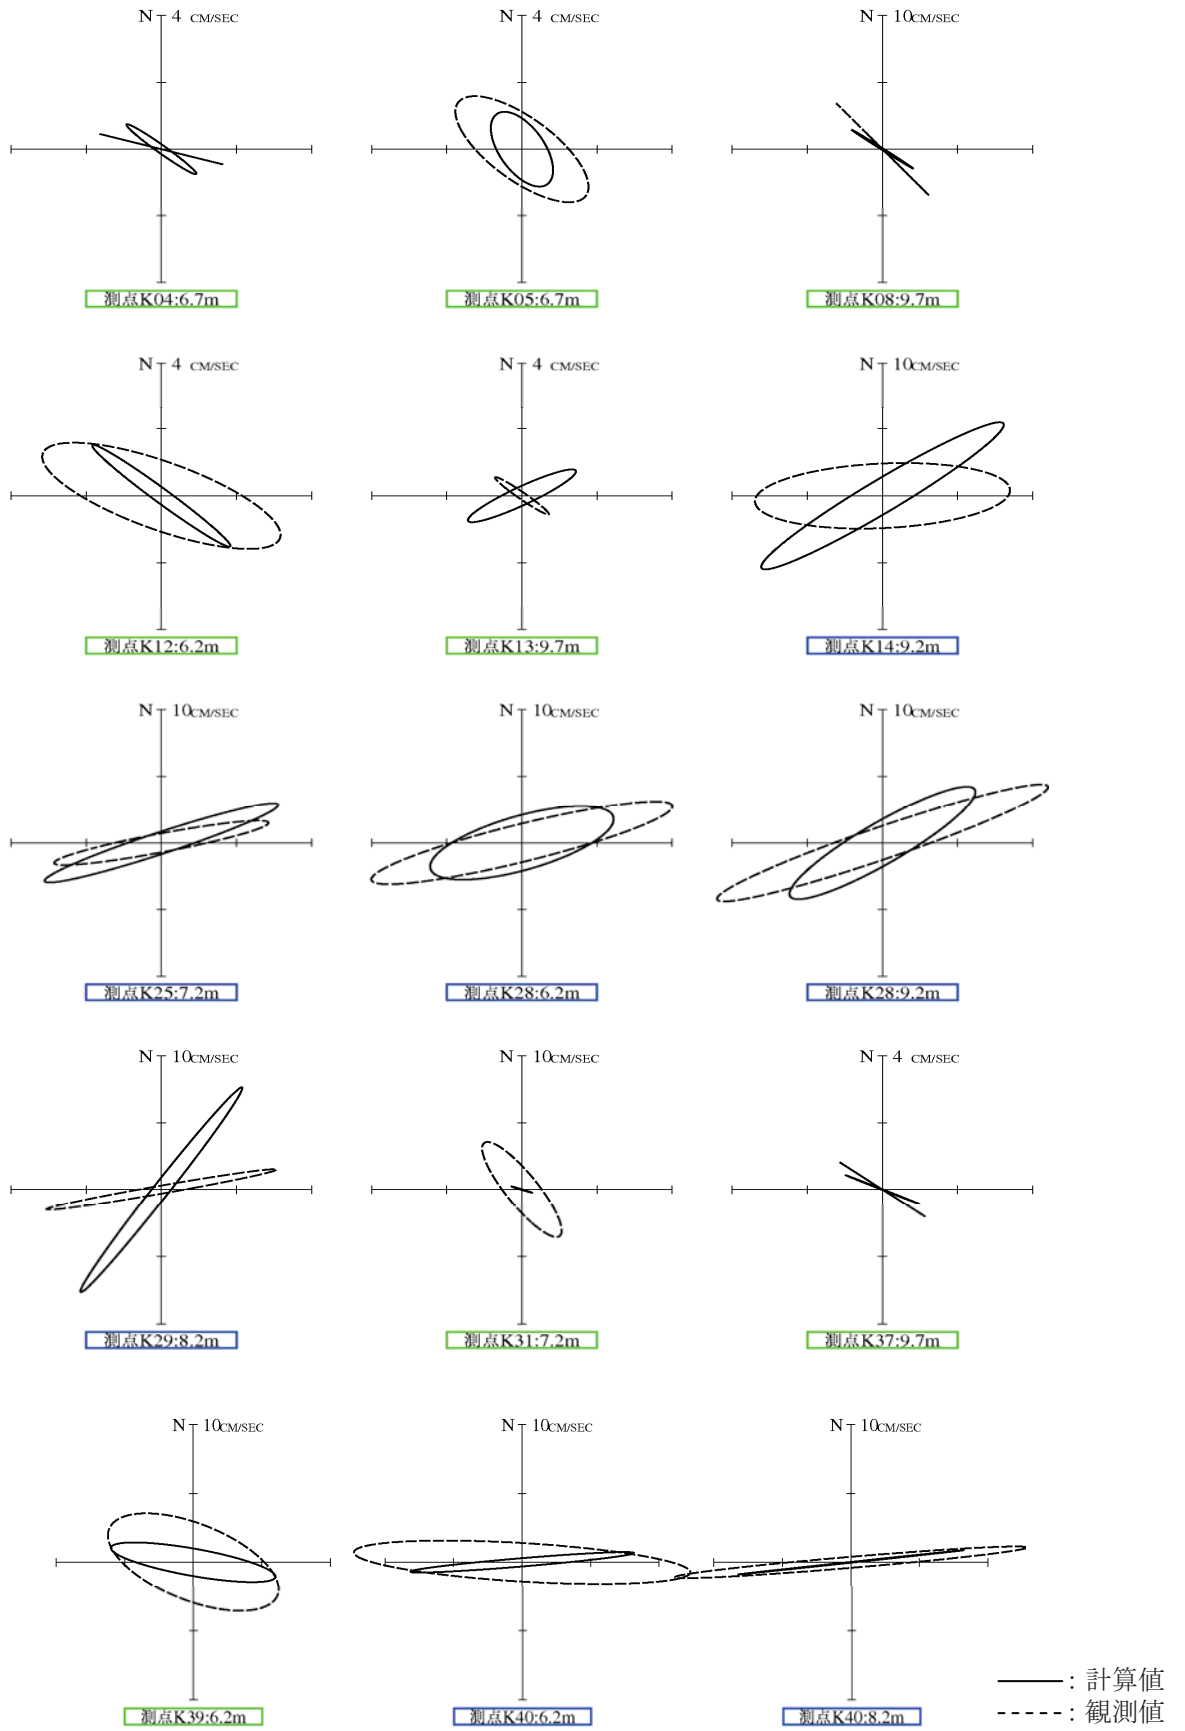 N 4 CM/SEC
N 4 CM/SEC
N 10CM/SEC
測点K04:6.7m
測点K05:6.7m
測点K08:9.7m
N 4 CM/SEC
N 4 CM/SEC
N 10CM/SEC
測点K12:6.2m
測点K13:9.7m
測点K14:9.2m
N 10CM/SEC
N 10CM/SEC
N 10CM/SEC
測点K25:7.2m
測点K28:6.2m
測点K28:9.2m
N 10CM/SEC
N 10CM/SEC
N 4 CM/SEC
測点K29:8.2m
測点K31:7.2m
測点K37:9.7m
N 10CM/SEC
N 10CM/SEC
N 10CM/SEC
測点K39:6.2m
測点K40:6.2m
測点K40:8.2m
: 計算値
: 観測値